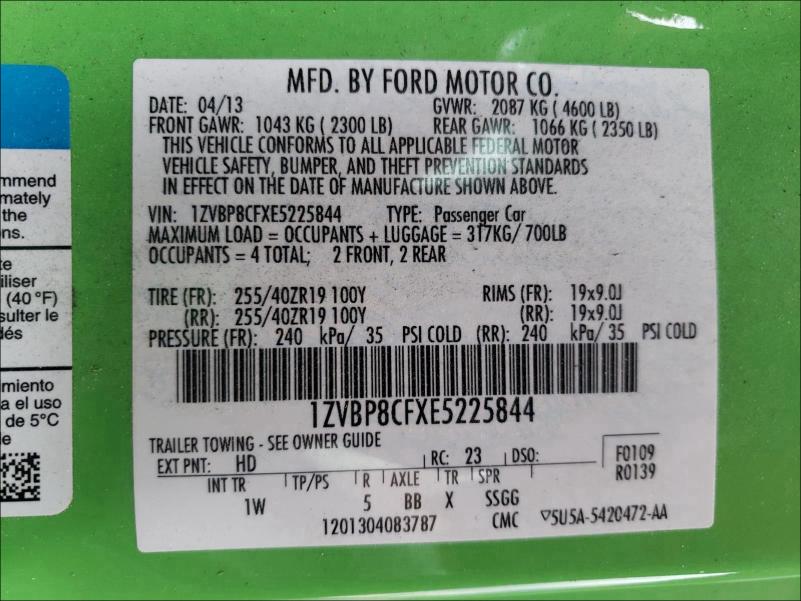 MFD. BY FORD MOTOR CO.
DATE: 04/13 GVWR: 2087 KG ( 4600 LB)
FRONT GAWR: 1043 KG ( 2300 LB) REAR GAWR: 1066 KG ( 2350 LB)
THIS VEHICLE CONFORMS TO ALL APPLICABLE FEDERAL MOTOR
VEHICLE SAFETY, BUMPER, AND THEFT PREVENTION STANDARDS
IN EFFECT ON THE DATE OF MANUFACTURE SHOWN ABOVE.
VIN: 1ZVBP8CFXE5225844 TYPE: Passenger Car
MAXIMUM LOAD = OCCUPANTS + LUGGAGE = 317KG/ 700LB
OCCUPANTS = 4 TOTAL; 2 FRONT, 2 REAR
TIRE (FR): 255/40ZR19 100Y RIMS (FR): 19x9.0J
(RR): 255/40ZR19 100Y (RR): 19x9.0J
PRESSURE (FR): 240 kPa/ 35 PSI COLD (RR): 240 kPa/ 35 PSI COLD
1ZVBP8CFXE5225844
TRAILER TOWING - SEE OWNER GUIDE
EXT PNT: HD RC: 23 DSO: F0109
R0139
INT TR TP/PS R AXLE TR SPR
1W 5 BB X SSGG
1201304083787 CMC 5U5A-5420472-AA
mmend
mately
the
ns.
te
iliser
(40 °F)
sulter le
dés
miento
a el uso
de 5°C
e